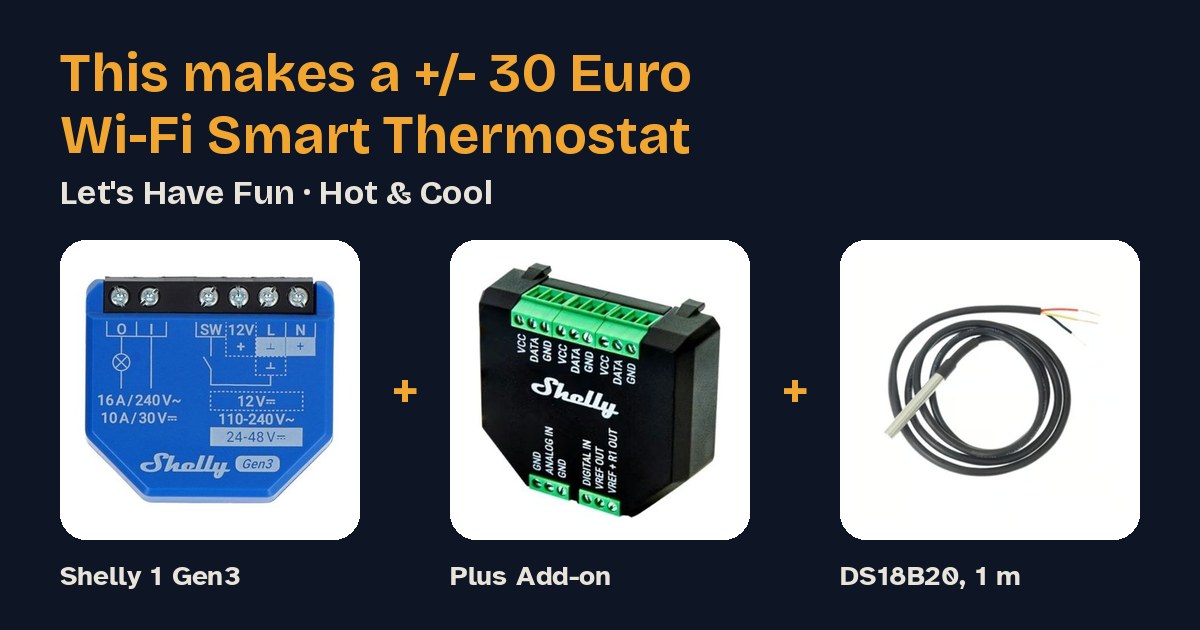 This makes a +/- 30 Euro
Wi-Fi Smart Thermostat
Let's Have Fun · Hot & Cool
O I SW 12V L N
+ ⊥ +
⊥
16A/240V~ 12V⎓
10A/30V⎓ 110-240V~
24-48V⎓
Shelly Gen3
+
VCC DATA GND VCC DATA GND VCC DATA GND
Shelly
GND ANALOG IN GND DIGITAL IN VREF OUT VREF + R1 OUT
+
Shelly 1 Gen3
Plus Add-on
DS18B20, 1 m